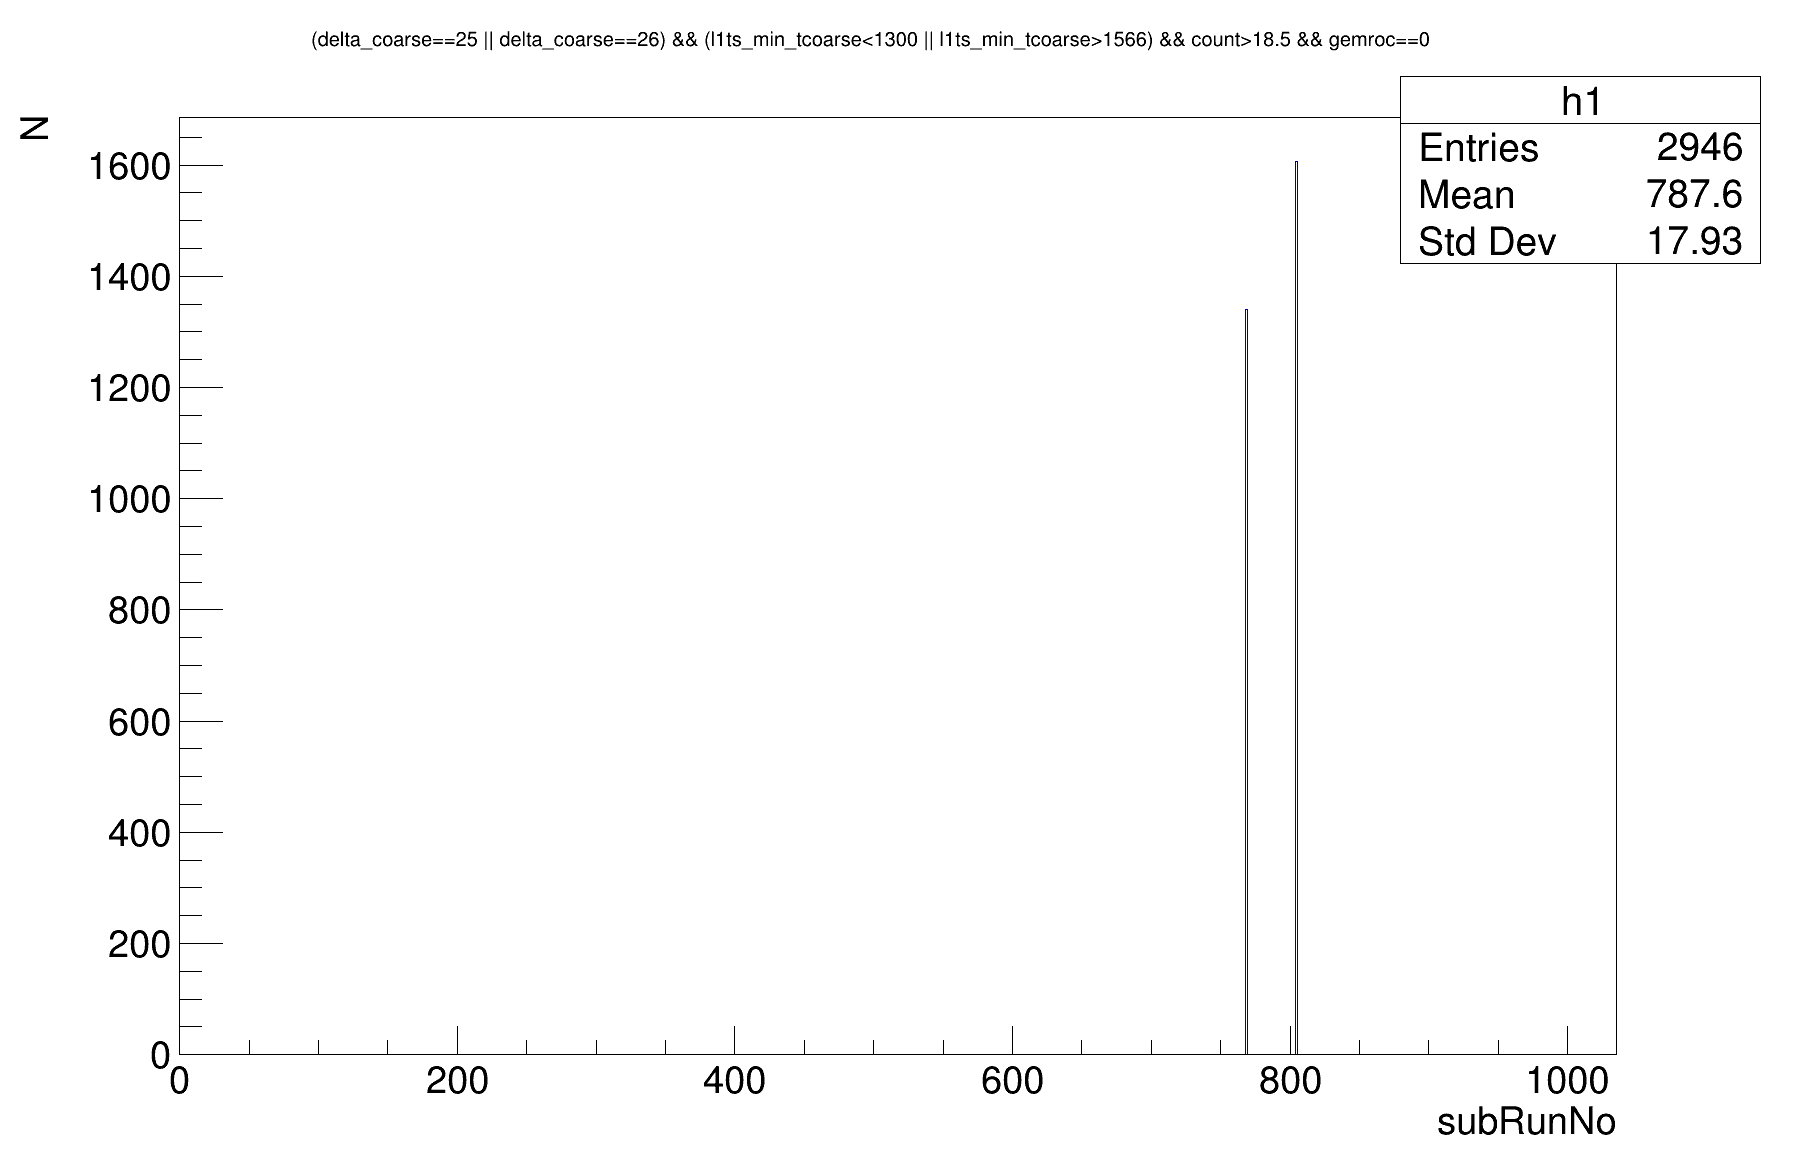 (delta_coarse==25 || delta_coarse==26) && (l1ts_min_tcoarse<1300 || l1ts_min_tcoarse>1566) && count>18.5 && gemroc==0
h1
Entries 2946
Mean 787.6
Std Dev 17.93
N
1600
1400
1200
1000
800
600
400
200
0
0 200 400 600 800 1000
subRunNo